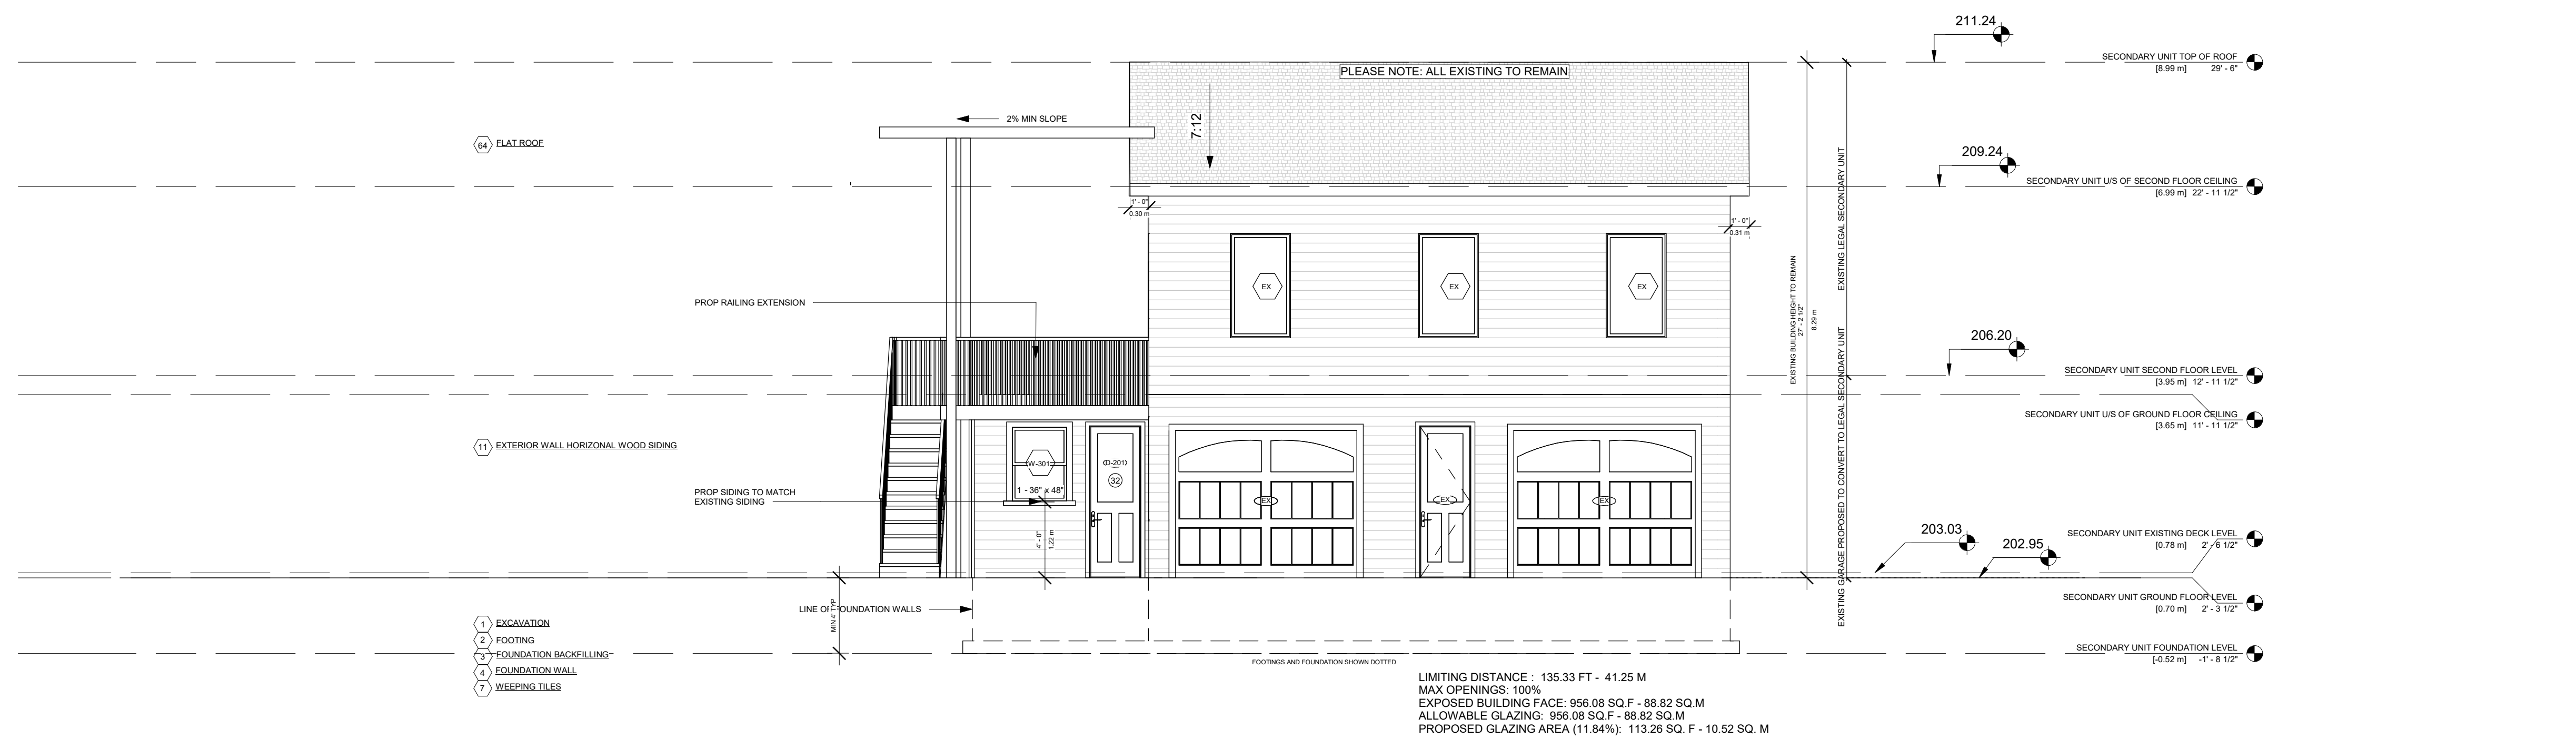 211.24
SECONDARY UNIT TOP OF ROOF
[8.99 m] 29' - 6"
PLEASE NOTE: ALL EXISTING TO REMAIN
2% MIN SLOPE
7:12
64 FLAT ROOF
209.24
SECONDARY UNIT U/S OF SECOND FLOOR CEILING
[6.99 m] 22' - 11 1/2"
1' - 0"
0.30 m
1' - 0"
0.31 m
EX
EX
EX
EXISTING LEGAL SECONDARY UNIT
EXISTING BUILDING HEIGHT TO REMAIN
27' - 2 1/2"
8.29 m
PROP RAILING EXTENSION
206.20
SECONDARY UNIT SECOND FLOOR LEVEL
[3.95 m] 12' - 11 1/2"
SECONDARY UNIT U/S OF GROUND FLOOR CEILING
[3.65 m] 11' - 11 1/2"
EXISTING GARAGE PROPOSED TO CONVERT TO LEGAL SECONDARY UNIT
11 EXTERIOR WALL HORIZONAL WOOD SIDING
W-301
D-201
32
1 - 36" x 48"
PROP SIDING TO MATCH
EXISTING SIDING
EX
EX
EX
4' - 0"
1.22 m
203.03
202.95
SECONDARY UNIT EXISTING DECK LEVEL
[0.78 m] 2' - 6 1/2"
SECONDARY UNIT GROUND FLOOR LEVEL
[0.70 m] 2' - 3 1/2"
MIN 4' TYP
LINE OF FOUNDATION WALLS
1 EXCAVATION
2 FOOTING
3 FOUNDATION BACKFILLING
4 FOUNDATION WALL
7 WEEPING TILES
SECONDARY UNIT FOUNDATION LEVEL
[-0.52 m] -1' - 8 1/2"
FOOTINGS AND FOUNDATION SHOWN DOTTED
LIMITING DISTANCE : 135.33 FT - 41.25 M
MAX OPENINGS: 100%
EXPOSED BUILDING FACE: 956.08 SQ.F - 88.82 SQ.M
ALLOWABLE GLAZING: 956.08 SQ.F - 88.82 SQ.M
PROPOSED GLAZING AREA (11.84%): 113.26 SQ. F - 10.52 SQ. M